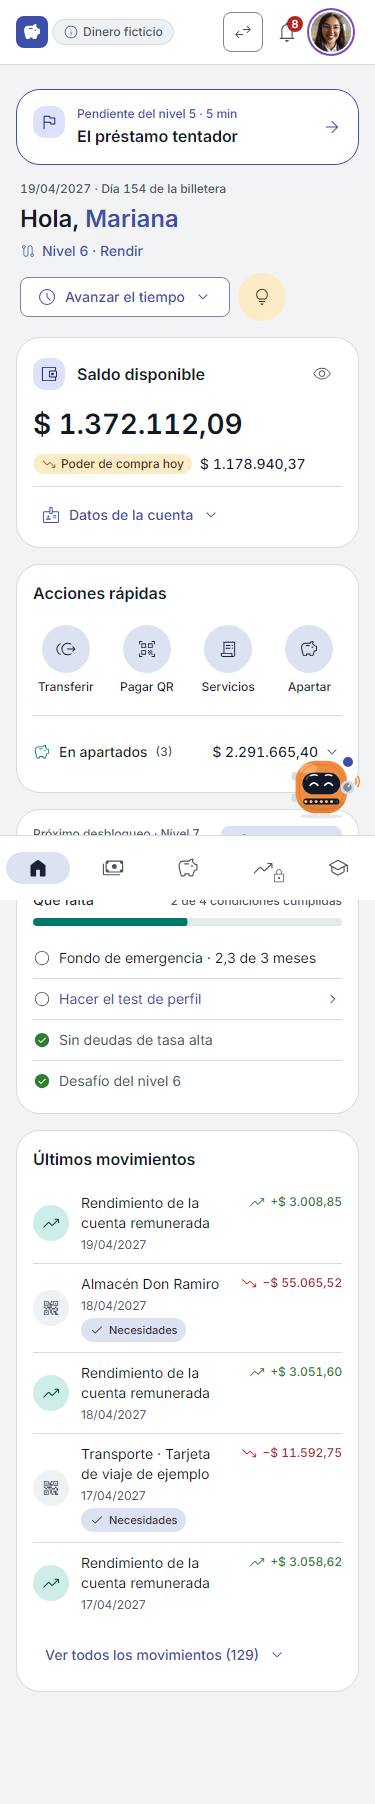 Dinero ficticio
8
Pendiente del nivel 5 · 5 min
El préstamo tentador
19/04/2027 · Día 154 de la billetera
Hola, Mariana
Nivel 6 · Rendir
Avanzar el tiempo
Saldo disponible
$ 1.372.112,09
Poder de compra hoy $ 1.178.940,37
Datos de la cuenta
Acciones rápidas
Transferir Pagar QR Servicios Apartar
En apartados (3) $ 2.291.665,40
Próximo desbloqueo · Nivel 7
Qué falta 2 de 4 condiciones cumplidas
Fondo de emergencia · 2,3 de 3 meses
Hacer el test de perfil
Sin deudas de tasa alta
Desafío del nivel 6
Últimos movimientos
Rendimiento de la +$ 3.008,85
cuenta remunerada
19/04/2027
Almacén Don Ramiro −$ 55.065,52
18/04/2027
Necesidades
Rendimiento de la +$ 3.051,60
cuenta remunerada
18/04/2027
Transporte · Tarjeta −$ 11.592,75
de viaje de ejemplo
17/04/2027
Necesidades
Rendimiento de la +$ 3.058,62
cuenta remunerada
17/04/2027
Ver todos los movimientos (129)